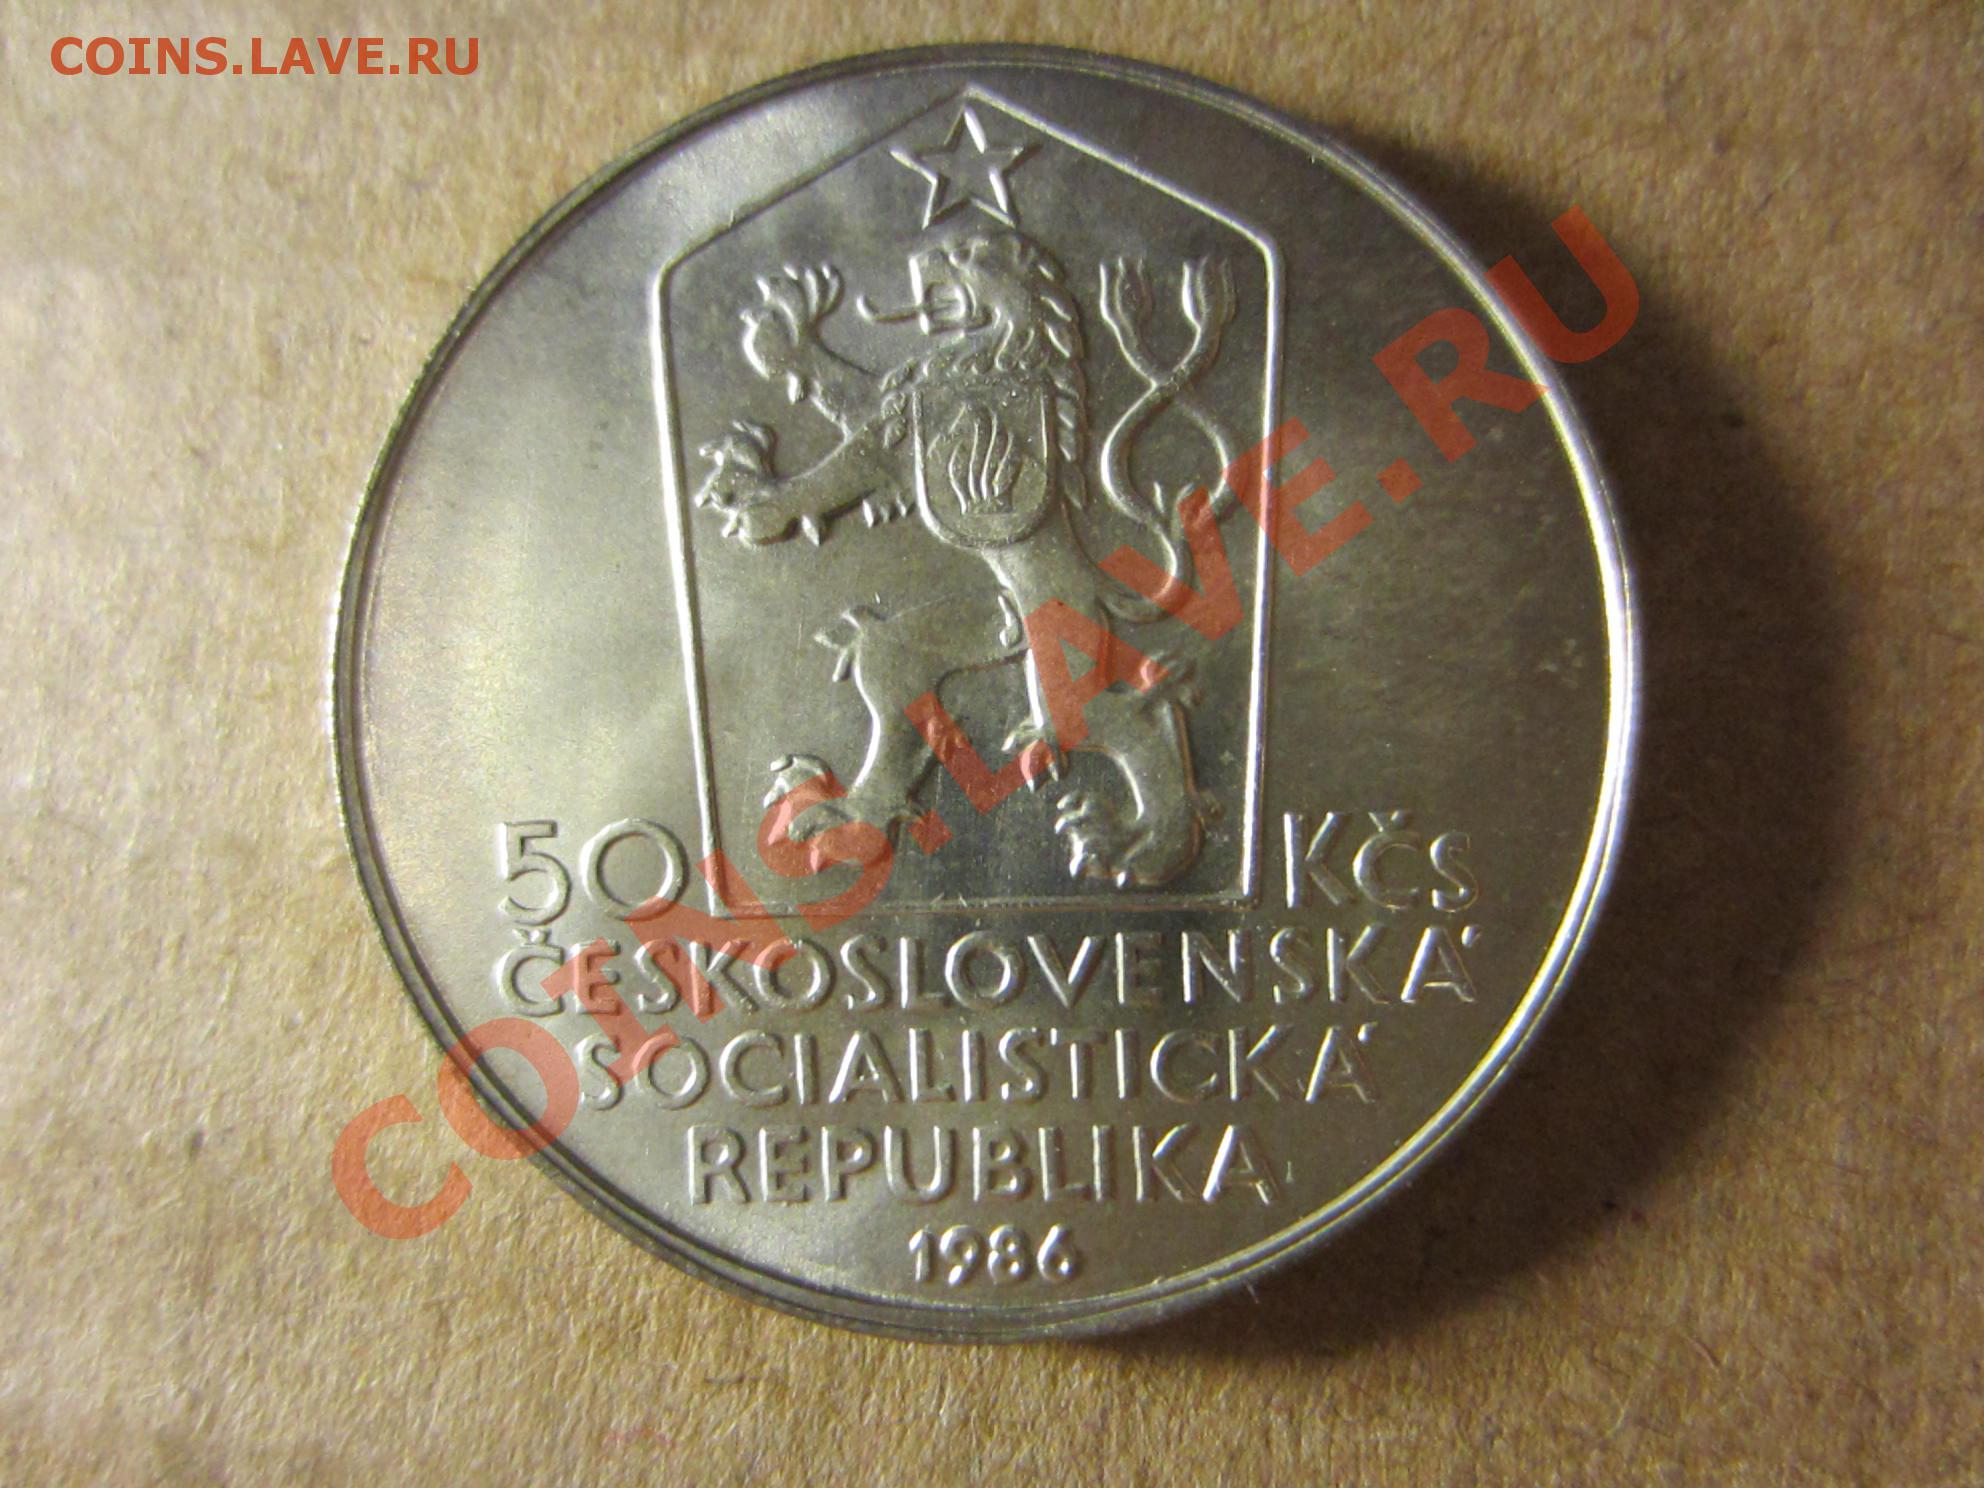 COINS.LAVE.RU
COINS.LAVE.RU
50 KČS
ČESKOSLOVENSKÁ
SOCIALISTICKÁ
REPUBLIKA
1986